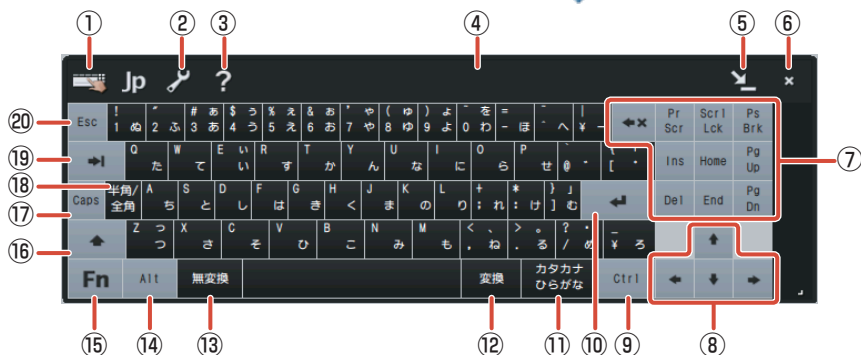 ① ② ③ ④ ⑤ ⑥
Jp ? ×
⑳ Esc ! 1 ぬ " 2 ふ # ぁ 3 あ $ ぅ 4 う % ぇ 5 え & ぉ 6 お ' ゃ 7 や ( ゅ 8 ゆ ) ょ 9 よ ~ を 0 わ = - ほ ~ ^ へ | ¥ - Pr Scr Scrl Lck Ps Brk
⑲ Q た W て E ぃ い R す T か Y ん U な I に O ら P せ ` @ ゛ { 「 [ ゜ Ins Home Pg Up ⑦
⑱ ⑰ Caps 半角/全角 A ち S と D し F は G き H く J ま K の L り + ; れ * : け } 」 ] む Del End Pg Dn
⑯ Z っ つ X さ C そ V ひ B こ N み M も < 、 , ね > 。 . る ? ・ / め _ ¥ ろ
Fn Alt 無変換 変換 カタカナ ひらがな Ctrl
⑮ ⑭ ⑬ ⑫ ⑪ ⑩ ⑨ ⑧